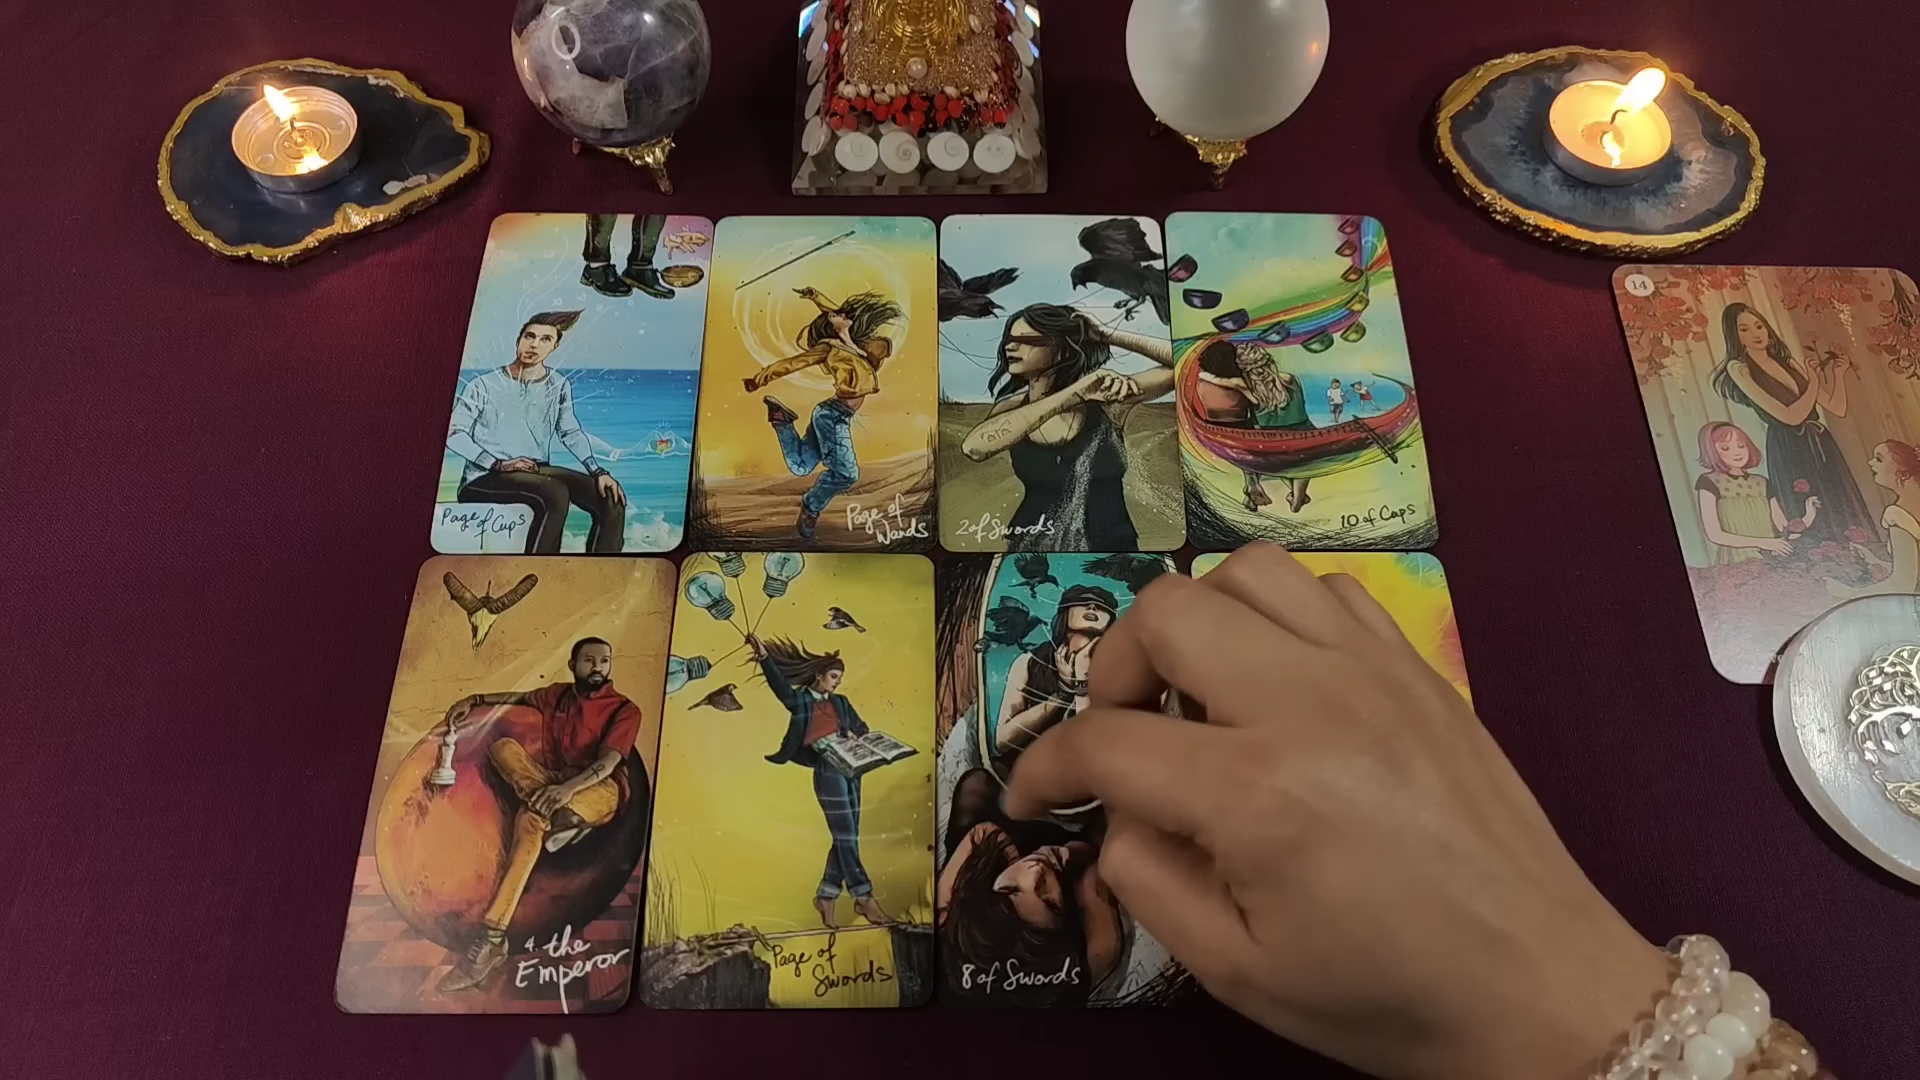 14
Page of Cups
Page of
Wands
2 of Swords
10 of Cups
4. the
Emperor
Page of
Swords
8 of Swords